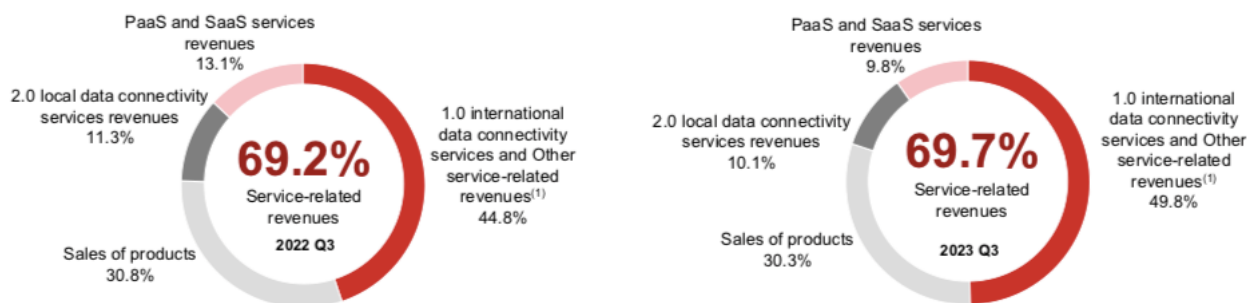 PaaS and SaaS services
revenues
13.1%
2.0 local data connectivity
services revenues
11.3%
69.2%
Service-related
revenues
2022 Q3
1.0 international
data connectivity
services and Other
service-related
revenues(1)
44.8%
Sales of products
30.8%
PaaS and SaaS services
revenues
9.8%
2.0 local data connectivity
services revenues
10.1%
69.7%
Service-related
revenues
2023 Q3
1.0 international
data connectivity
services and Other
service-related
revenues(1)
49.8%
Sales of products
30.3%